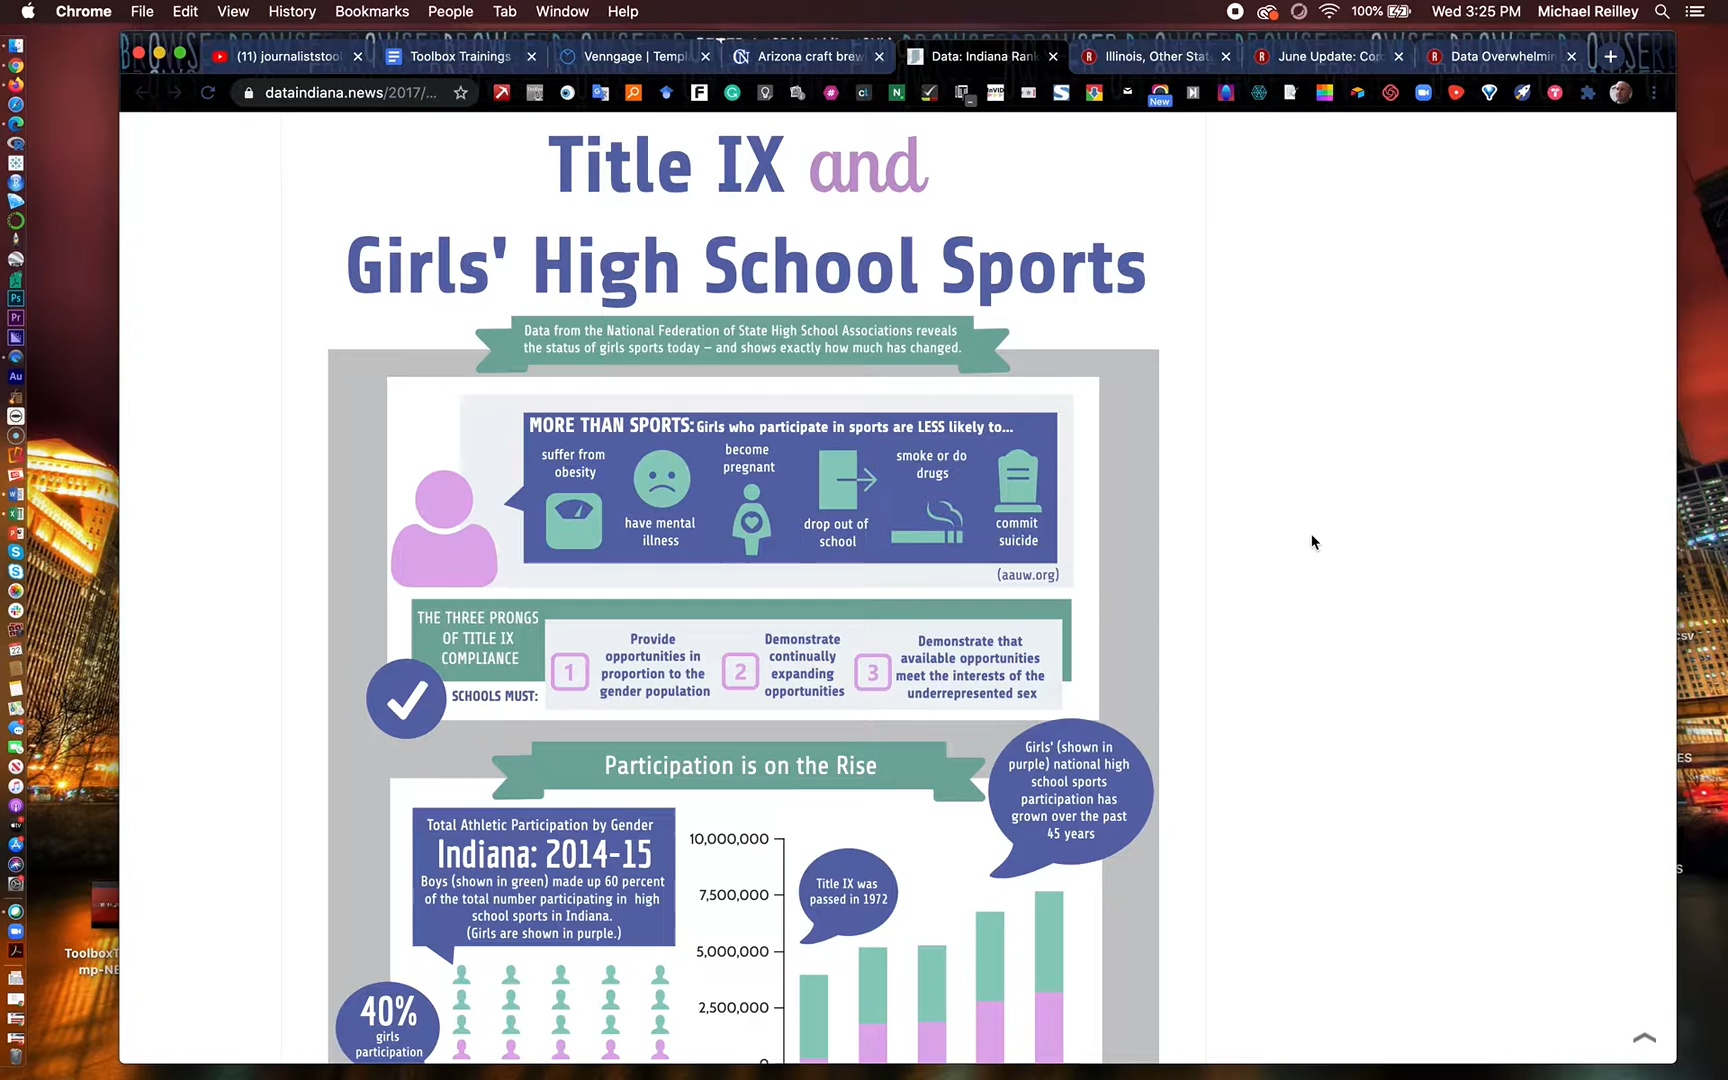 Chrome File Edit View History Bookmarks People Tab Window Help 100% Wed 3:25 PM Michael Reilley
(11) journaliststool Toolbox Trainings Venngage | Templ Arizona craft brew Data: Indiana Rank Illinois, Other Stat June Update: Cor Data Overwhelmin
dataindiana.news/2017/...
New
Title IX and
Girls' High School Sports
Data from the National Federation of State High School Associations reveals
the status of girls sports today – and shows exactly how much has changed.
MORE THAN SPORTS: Girls who participate in sports are LESS likely to...
suffer from
obesity
have mental
illness
become
pregnant
drop out of
school
smoke or do
drugs
commit
suicide
(aauw.org)
THE THREE PRONGS
OF TITLE IX
COMPLIANCE
SCHOOLS MUST:
1
Provide
opportunities in
proportion to the
gender population
2
Demonstrate
continually
expanding
opportunities
3
Demonstrate that
available opportunities
meet the interests of the
underrepresented sex
Participation is on the Rise
Girls' (shown in
purple) national high
school sports
participation has
grown over the past
45 years
Total Athletic Participation by Gender
Indiana: 2014-15
Boys (shown in green) made up 60 percent
of the total number participating in high
school sports in Indiana.
(Girls are shown in purple.)
40%
girls
participation
10,000,000
7,500,000
5,000,000
2,500,000
0
Title IX was
passed in 1972
ToolboxT
mp-NE